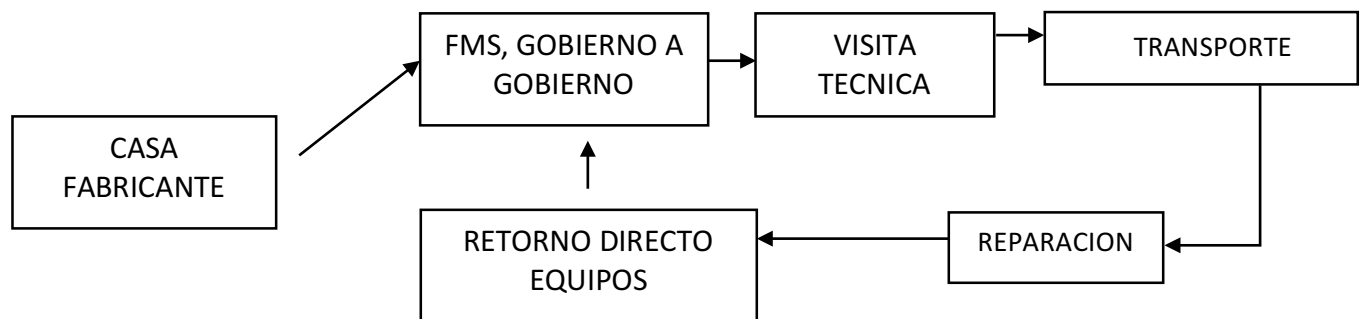 CASA
FABRICANTE
FMS, GOBIERNO A
GOBIERNO
VISITA
TECNICA
TRANSPORTE
REPARACION
RETORNO DIRECTO
EQUIPOS